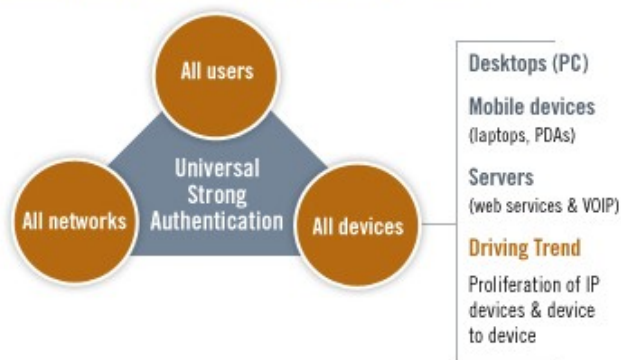 All users
Universal
Strong
Authentication
All networks
All devices
Desktops (PC)
Mobile devices
(laptops, PDAs)
Servers
(web services & VOIP)
Driving Trend
Proliferation of IP
devices & device
to device